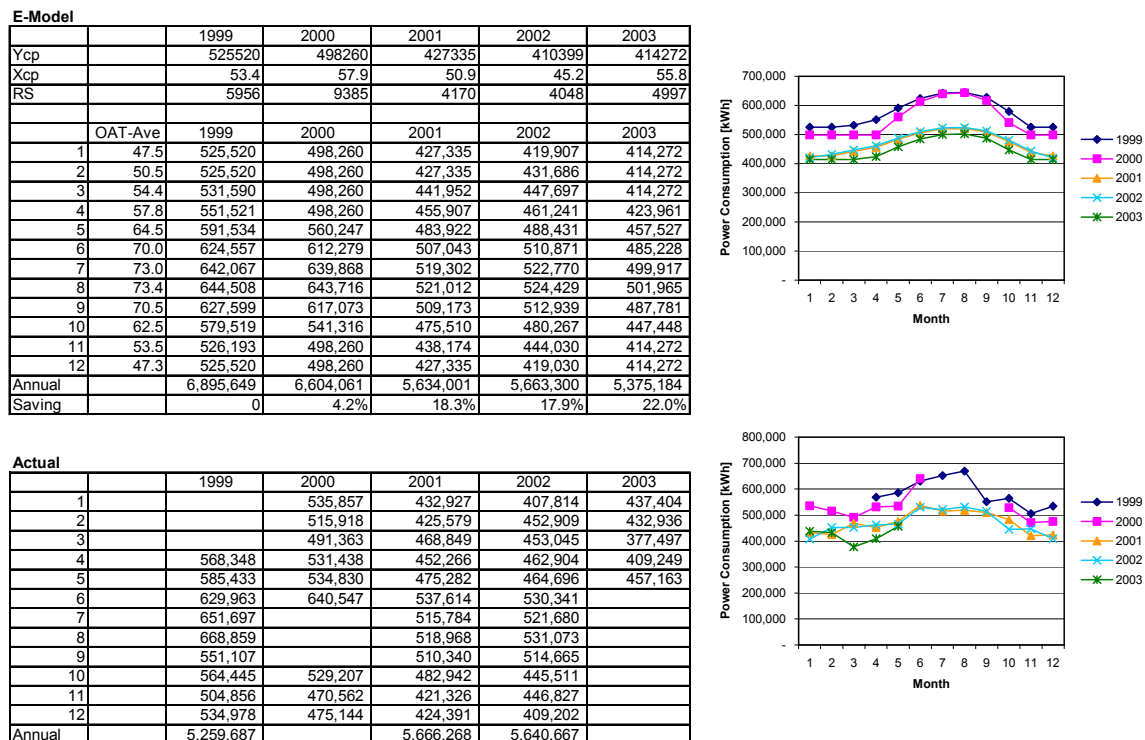 E-Model
1999 2000 2001 2002 2003
Ycp 525520 498260 427335 410399 414272
Xcp 53.4 57.9 50.9 45.2 55.8
RS 5956 9385 4170 4048 4997
OAT-Ave 1999 2000 2001 2002 2003
1 47.5 525,520 498,260 427,335 419,907 414,272
2 50.5 525,520 498,260 427,335 431,686 414,272
3 54.4 531,590 498,260 441,952 447,697 414,272
4 57.8 551,521 498,260 455,907 461,241 423,961
5 64.5 591,534 560,247 483,922 488,431 457,527
6 70.0 624,557 612,279 507,043 510,871 485,228
7 73.0 642,067 639,868 519,302 522,770 499,917
8 73.4 644,508 643,716 521,012 524,429 501,965
9 70.5 627,599 617,073 509,173 512,939 487,781
10 62.5 579,519 541,316 475,510 480,267 447,448
11 53.5 526,193 498,260 438,174 444,030 414,272
12 47.3 525,520 498,260 427,335 419,030 414,272
Annual 6,895,649 6,604,061 5,634,001 5,663,300 5,375,184
Saving 0 4.2% 18.3% 17.9% 22.0%
700,000
600,000
500,000
400,000
300,000
200,000
100,000
-
Power Consumption [kWh]
1 2 3 4 5 6 7 8 9 10 11 12
Month
1999
2000
2001
2002
2003
Actual
1999 2000 2001 2002 2003
1 535,857 432,927 407,814 437,404
2 515,918 425,579 452,909 432,936
3 491,363 468,849 453,045 377,497
4 568,348 531,438 452,266 462,904 409,249
5 585,433 534,830 475,282 464,696 457,163
6 629,963 640,547 537,614 530,341
7 651,697 515,784 521,680
8 668,859 518,968 531,073
9 551,107 510,340 514,665
10 564,445 529,207 482,942 445,511
11 504,856 470,562 421,326 446,827
12 534,978 475,144 424,391 409,202
Annual 5,259,687 5,666,268 5,640,667
800,000
700,000
600,000
500,000
400,000
300,000
200,000
100,000
-
Power Consumption [kWh]
1 2 3 4 5 6 7 8 9 10 11 12
Month
1999
2000
2001
2002
2003